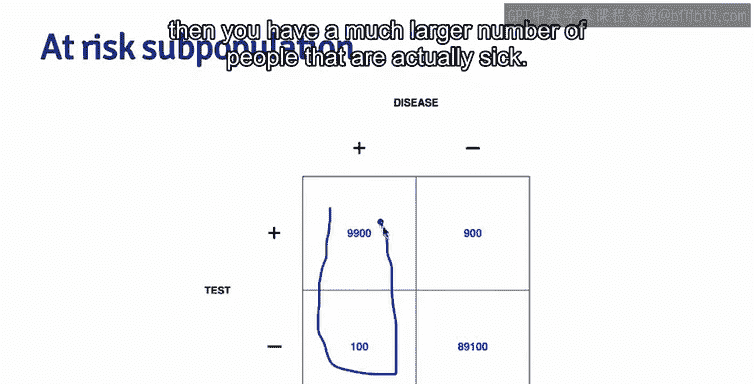 then you have a much larger number of
people that are actually sick.
At risk subpopulation
DISEASE
+ −
+ 9900 900
TEST
− 100 89100